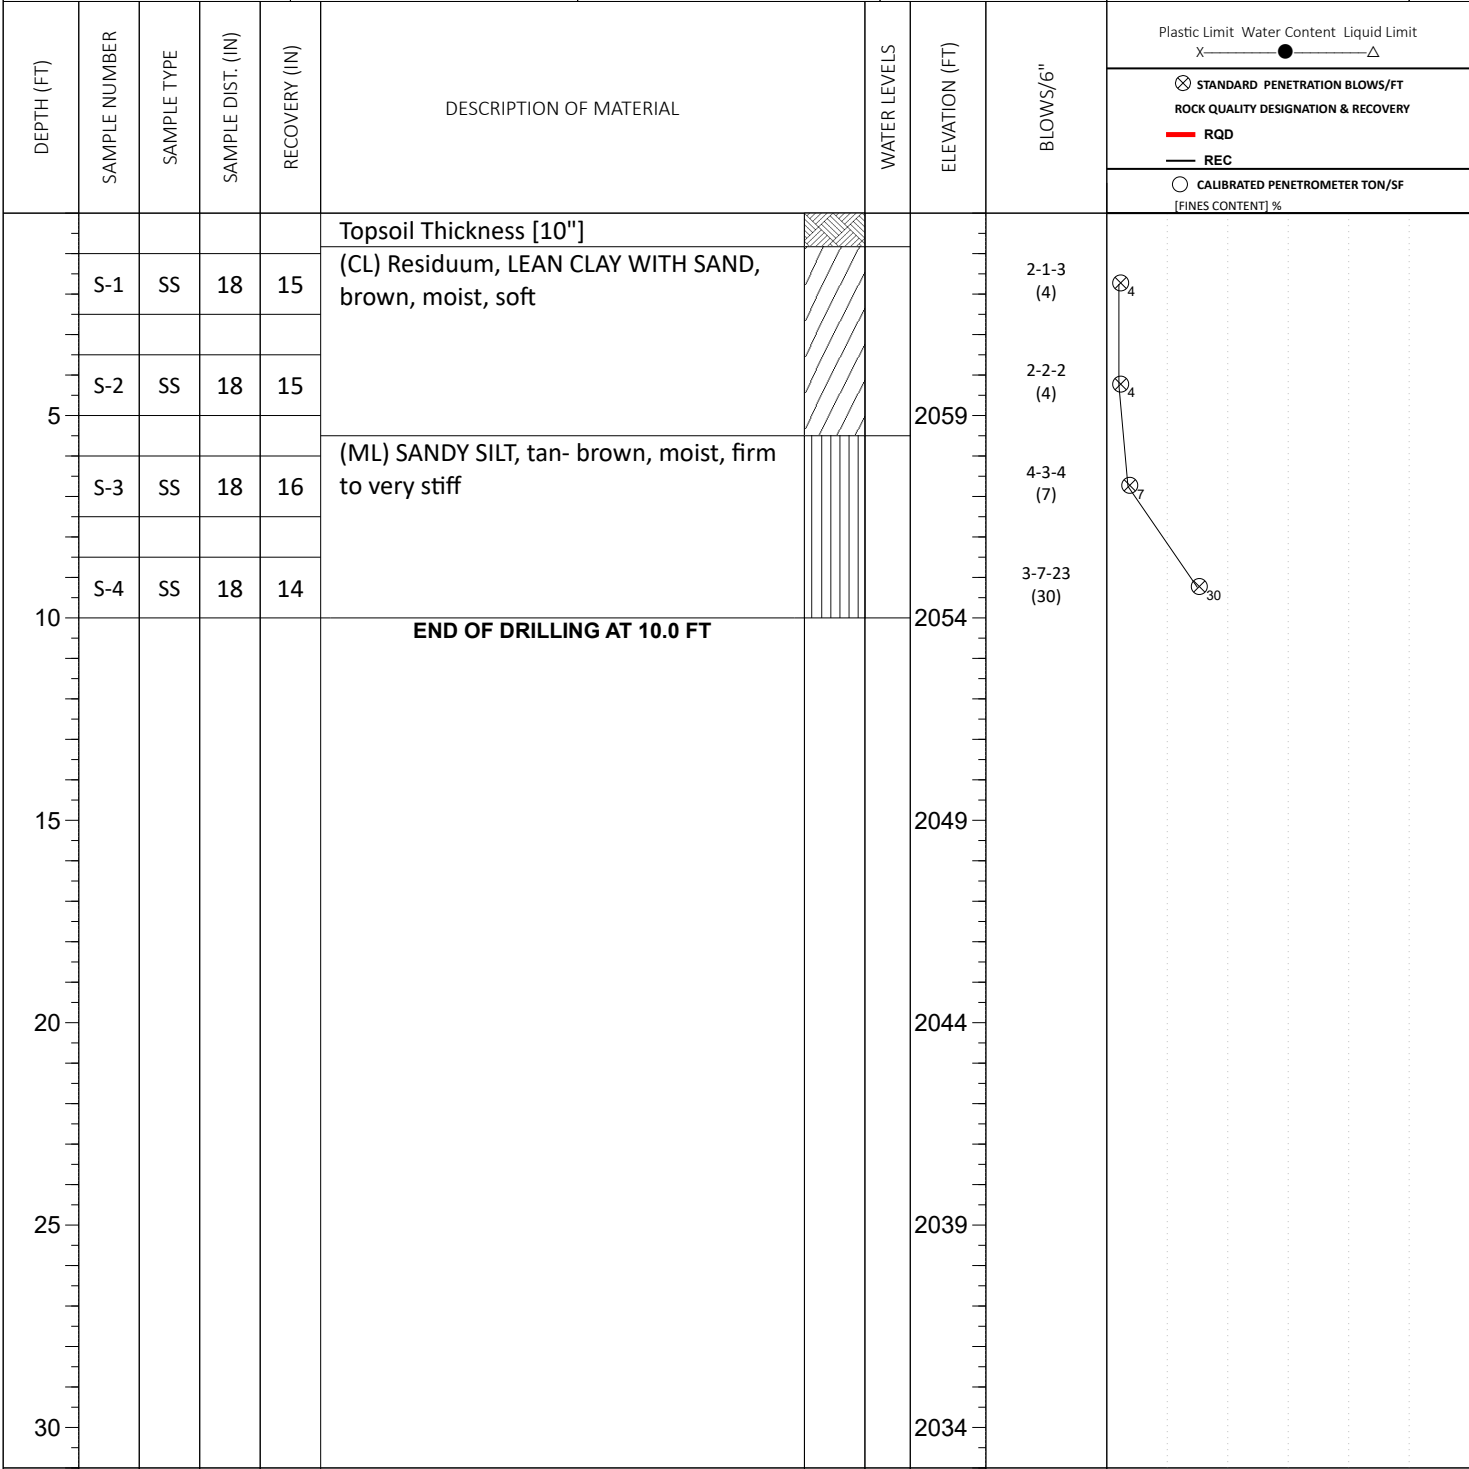 DEPTH (FT)
SAMPLE NUMBER
SAMPLE TYPE
SAMPLE DIST. (IN)
RECOVERY (IN)
DESCRIPTION OF MATERIAL
WATER LEVELS
ELEVATION (FT)
BLOWS/6"
Plastic Limit Water Content Liquid Limit
X
STANDARD PENETRATION BLOWS/FT
ROCK QUALITY DESIGNATION & RECOVERY
RQD
REC
CALIBRATED PENETROMETER TON/SF
[FINES CONTENT] %
Topsoil Thickness [10"]
(CL) Residuum, LEAN CLAY WITH SAND,
brown, moist, soft
S-1 SS 18 15
2-1-3
(4)
4
S-2 SS 18 15
2-2-2
(4)
4
5 2059
(ML) SANDY SILT, tan- brown, moist, firm
to very stiff
S-3 SS 18 16
4-3-4
(7)
7
S-4 SS 18 14
3-7-23
(30)
30
10 2054
END OF DRILLING AT 10.0 FT
15 2049
20 2044
25 2039
30 2034